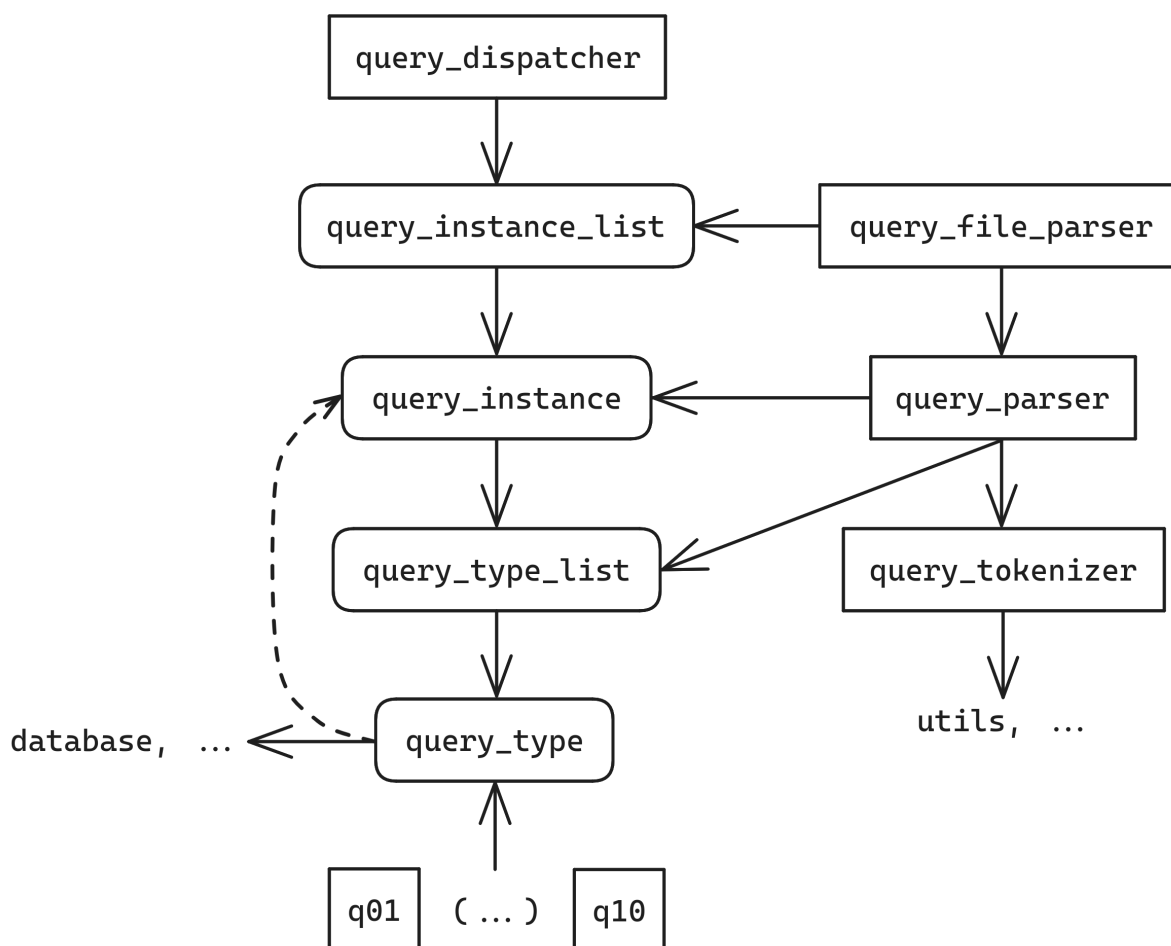 query_dispatcher
query_instance_list
query_file_parser
query_instance
query_parser
query_type_list
query_tokenizer
database, ...
query_type
utils, ...
q01
(...)
q10